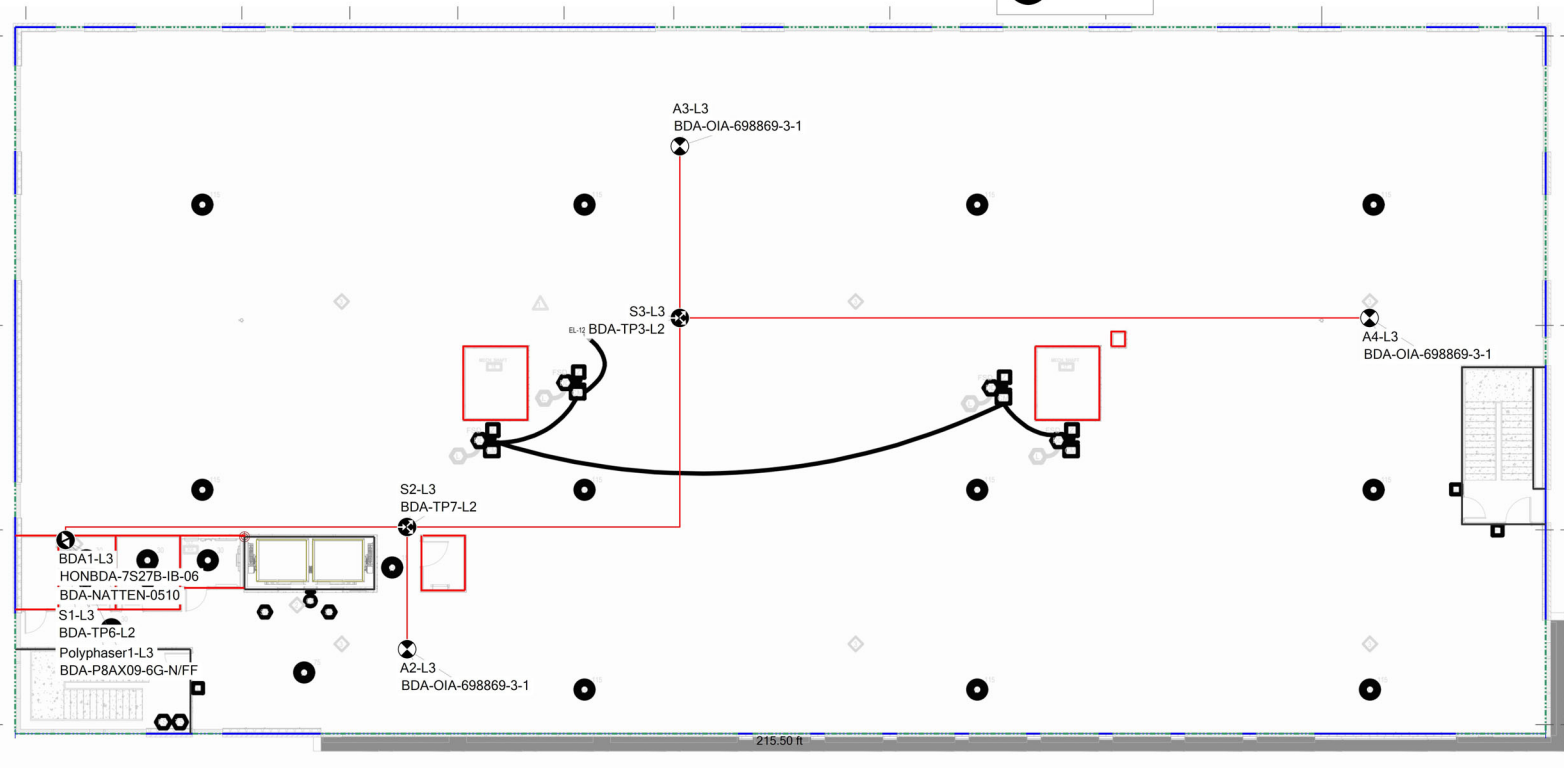 A3-L3
BDA-OIA-698869-3-1
S3-L3
EL-12 BDA-TP3-L2
A4-L3
BDA-OIA-698869-3-1
S2-L3
BDA-TP7-L2
BDA1-L3
HONBDA-7S27B-IB-06
BDA-NATTEN-0510
S1-L3
BDA-TP6-L2
Polyphaser1-L3
BDA-P8AX09-6G-N/FF
A2-L3
BDA-OIA-698869-3-1
215.50 ft